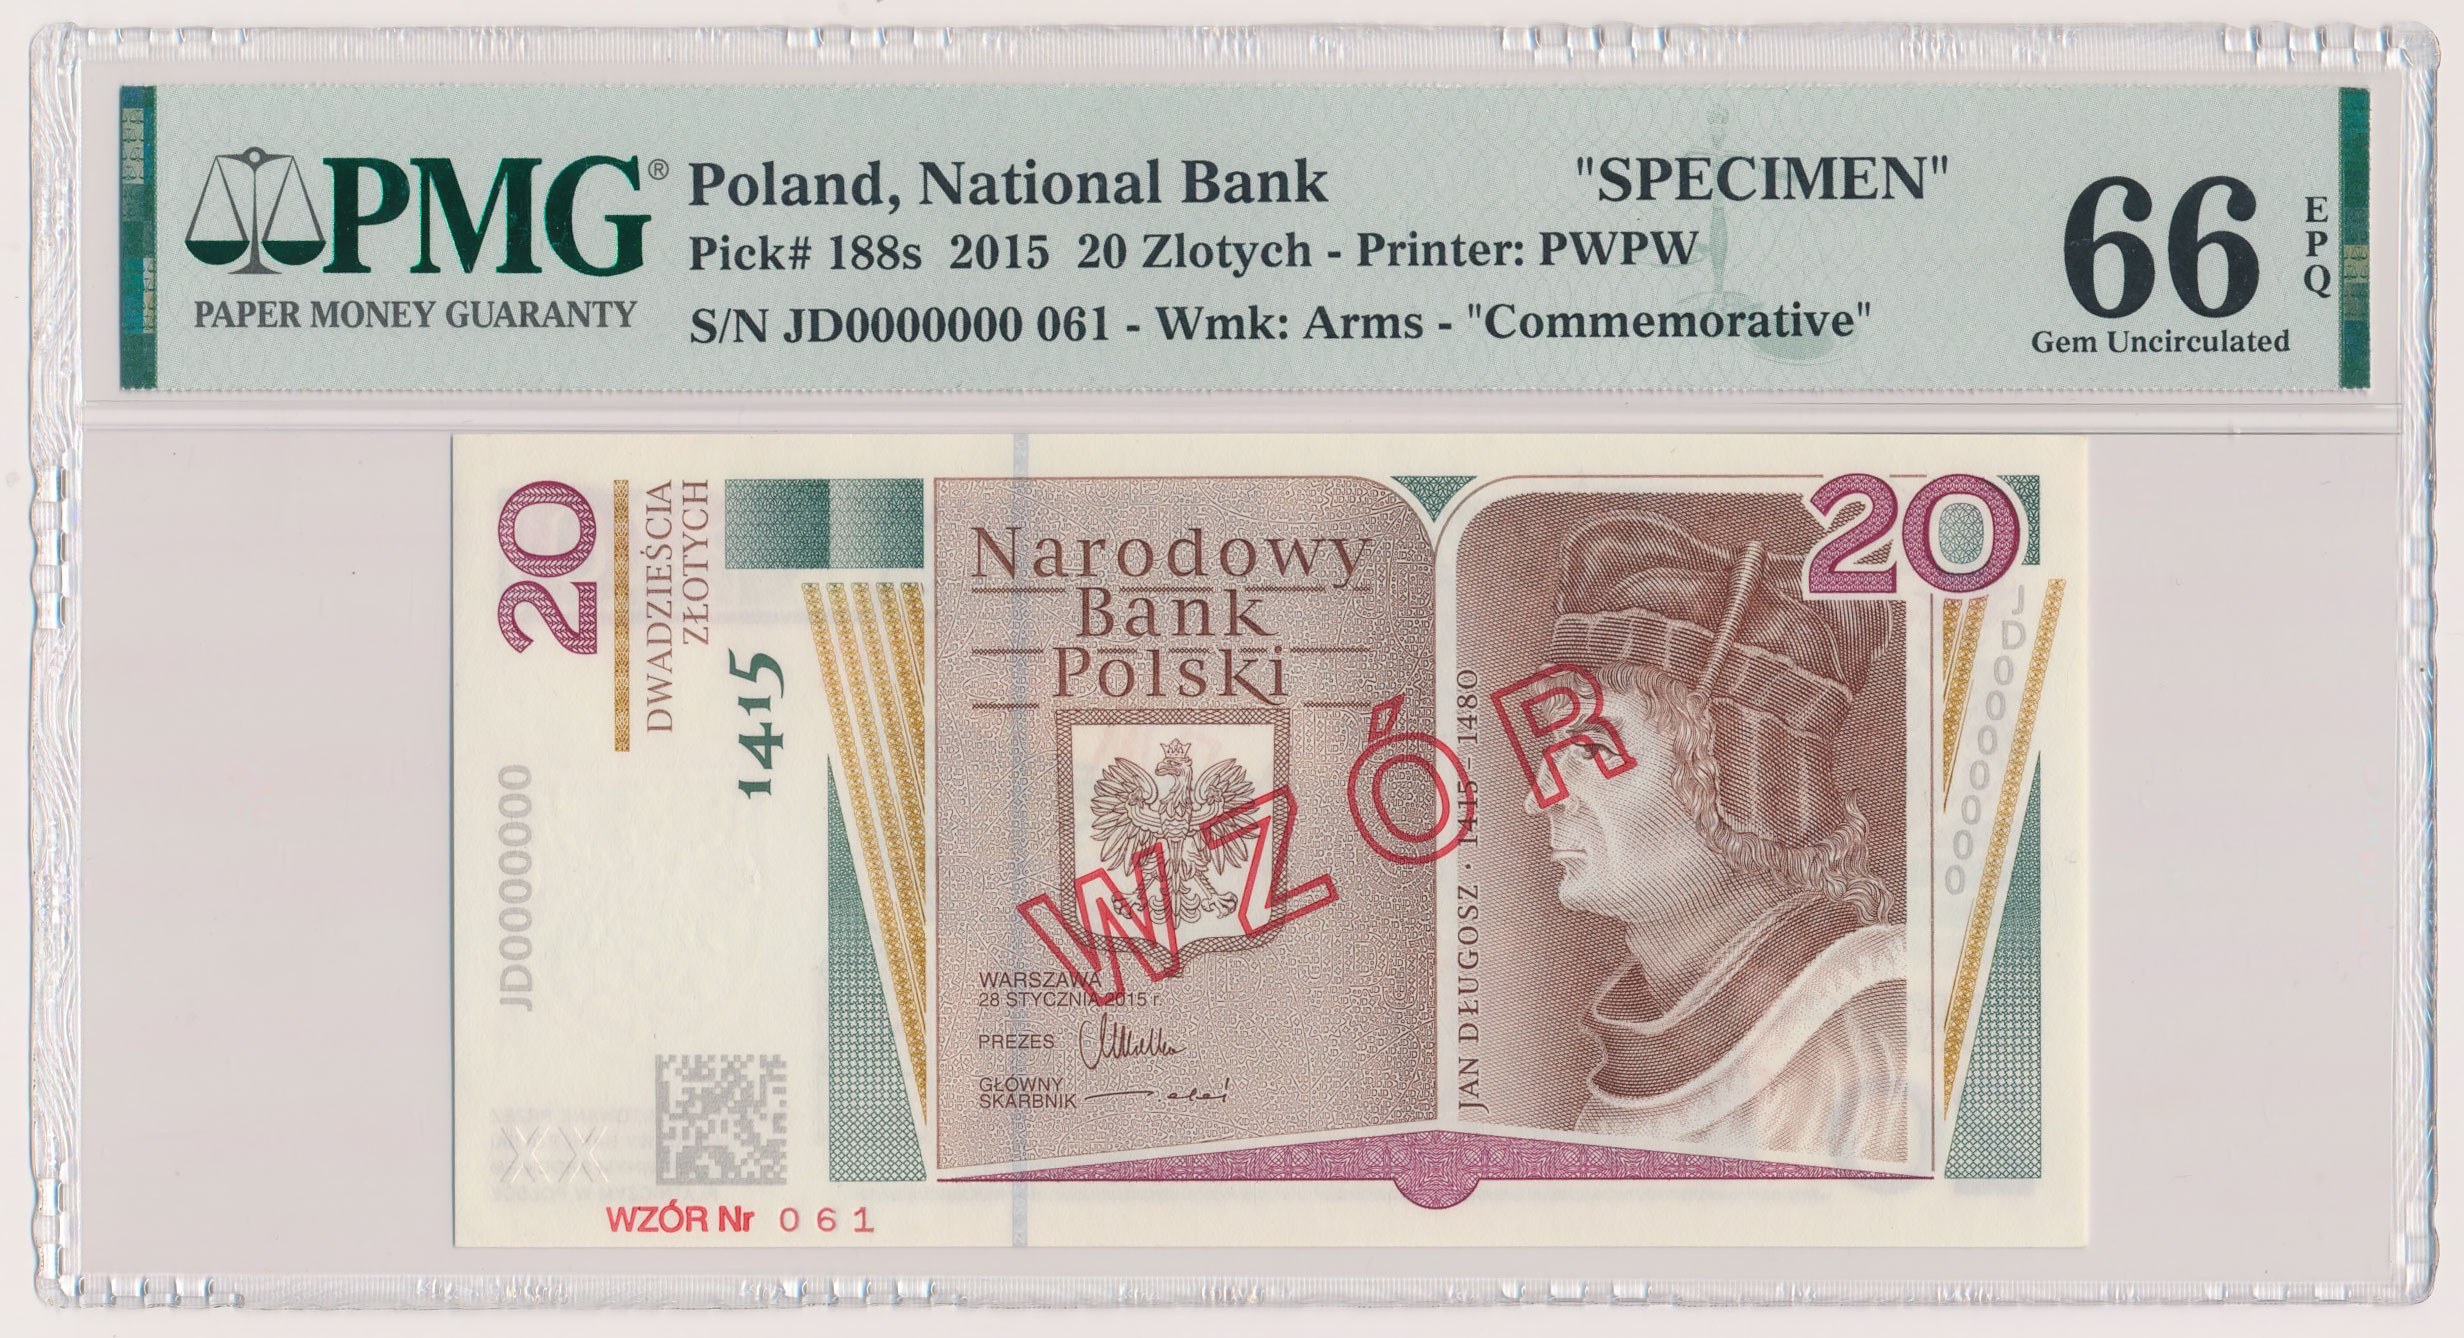 PMG®
PAPER MONEY GUARANTY
Poland, National Bank
"SPECIMEN"
Pick# 188s 2015 20 Zlotych - Printer: PWPW
S/N JD0000000 061 - Wmk: Arms - "Commemorative"
66
EPQ
Gem Uncirculated
20
DWADZIEŚCIA
ZŁOTYCH
1415
JD0000000
XX
WZÓR Nr 061
Narodowy
Bank
Polski
WZÓR
WARSZAWA
28 STYCZNIA 2015 r.
PREZES
GŁÓWNY
SKARBNIK
JAN DŁUGOSZ · 1415–1480
20
JD0000000